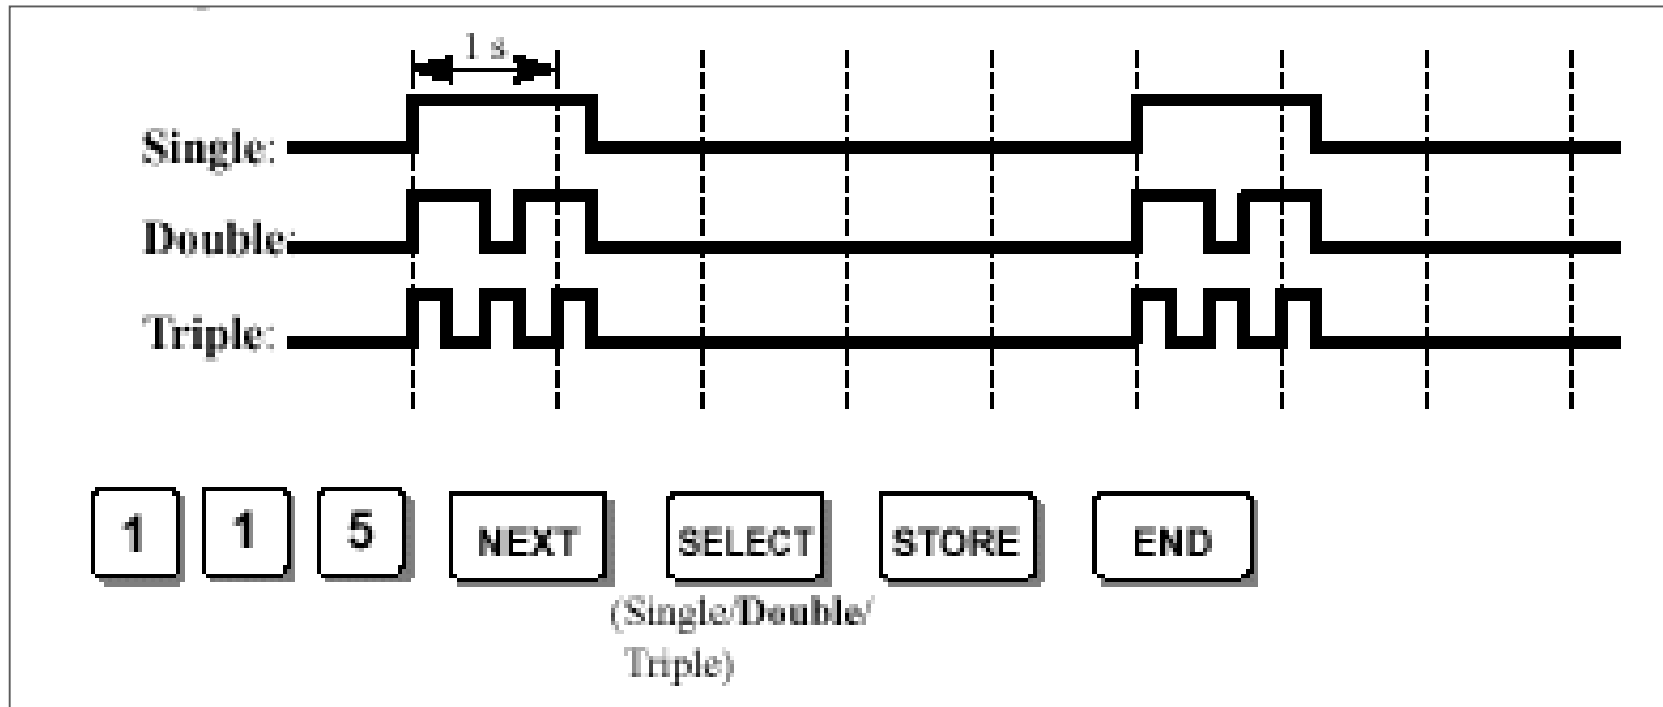 1 s
Single:
Double:
Triple:
1 1 5 NEXT SELECT STORE END
(Single/Double/
Triple)